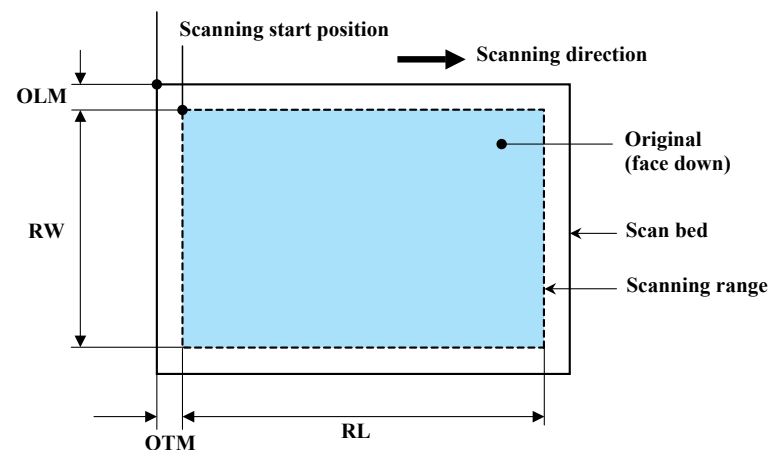 Scanning start position
Scanning direction
OLM
Original
(face down)
RW
Scan bed
Scanning range
RL
OTM